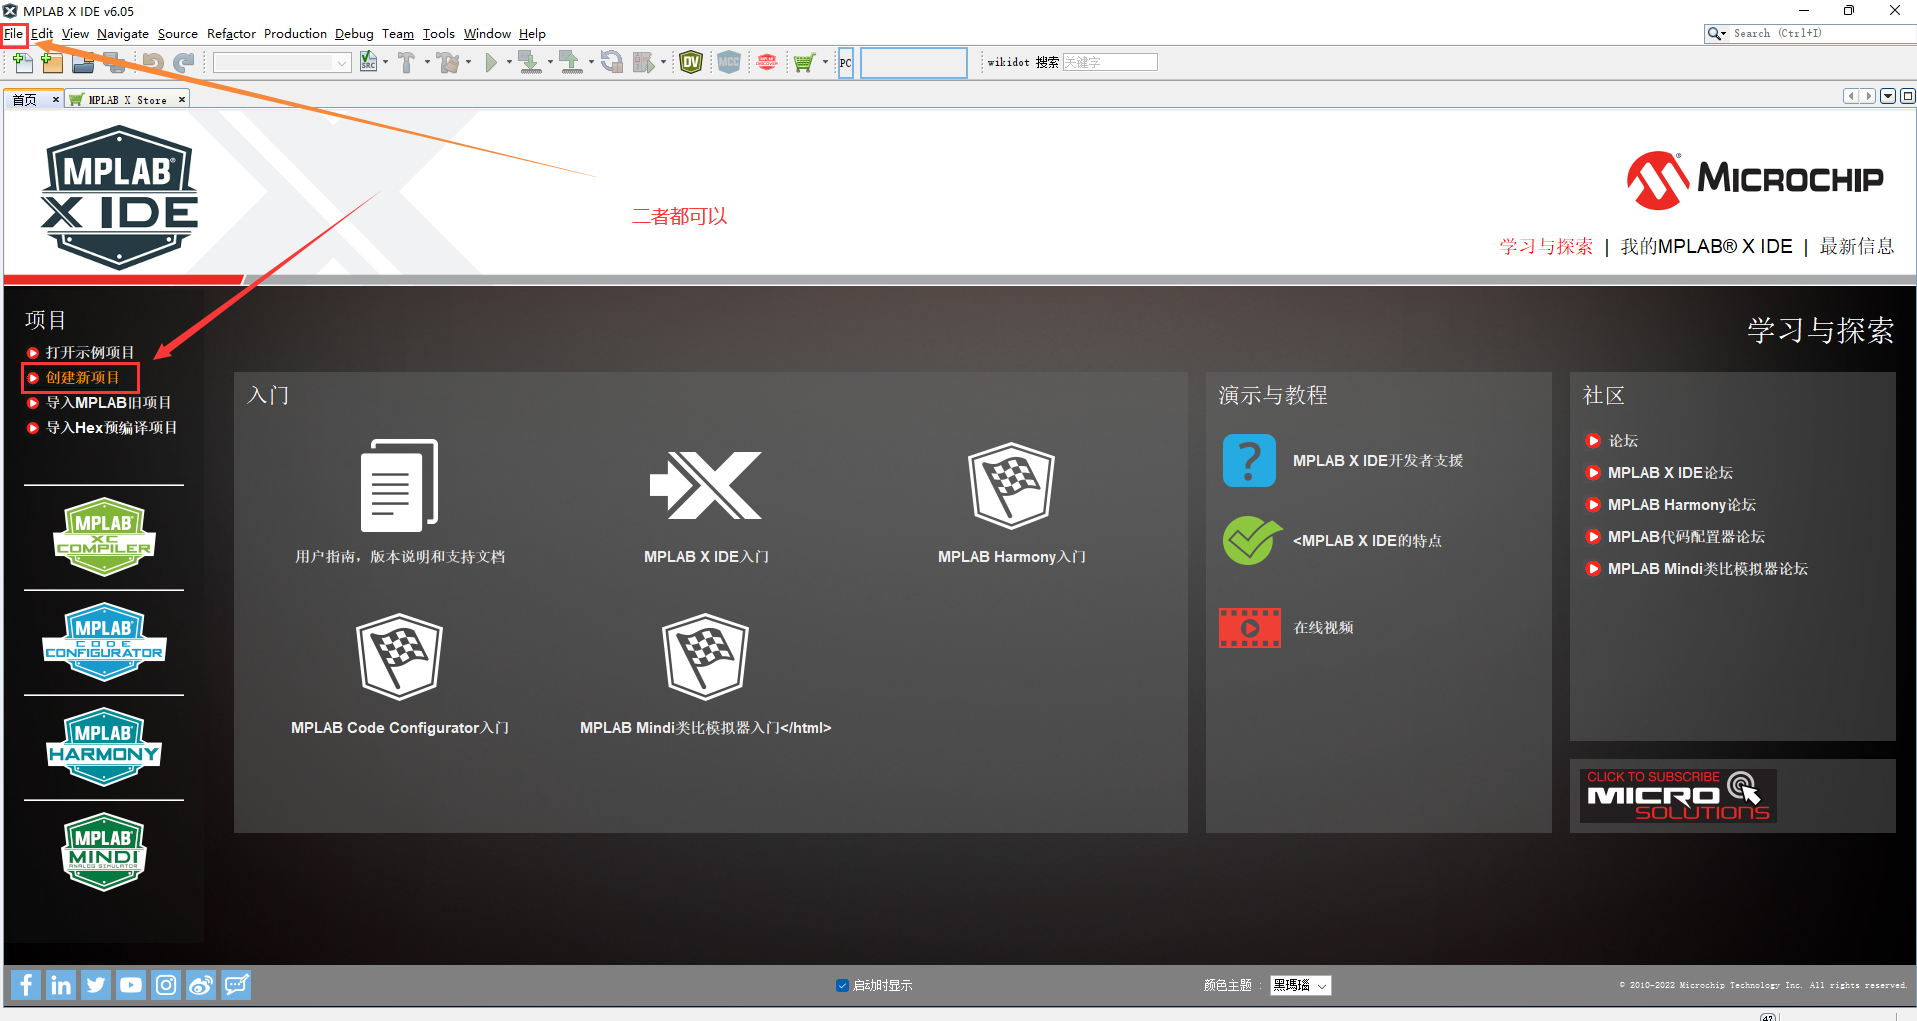 MPLAB X IDE v6.05
File Edit View Navigate Source Refactor Production Debug Team Tools Window Help
Search (Ctrl+I)
SRC
DV
MCC
PC
wikidot 搜索 关键字
首页 × MPLAB X Store ×
MPLAB®
X IDE
MICROCHIP
二者都可以
学习与探索 | 我的MPLAB® X IDE | 最新信息
项目
学习与探索
打开示例项目
创建新项目
导入MPLAB旧项目
导入Hex预编译项目
MPLAB®
XC
COMPILER
MPLAB®
CODE
CONFIGURATOR
MPLAB®
HARMONY
MPLAB®
MINDI
ANALOG SIMULATOR
入门
用户指南，版本说明和支持文档
MPLAB X IDE入门
MPLAB Harmony入门
MPLAB Code Configurator入门
MPLAB Mindi类比模拟器入门</html>
演示与教程
MPLAB X IDE开发者支援
<MPLAB X IDE的特点
在线视频
社区
论坛
MPLAB X IDE论坛
MPLAB Harmony论坛
MPLAB代码配置器论坛
MPLAB Mindi类比模拟器论坛
CLICK TO SUBSCRIBE
MICRO
SOLUTIONS
启动时显示
颜色主题 : 黑瑪瑙
© 2010-2022 Microchip Technology Inc. All rights reserved.